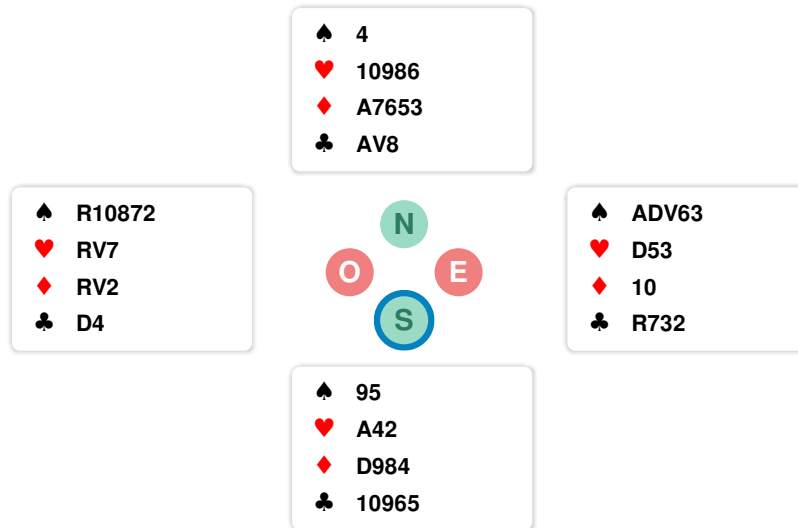 ♠ 4
♥ 10986
♦ A7653
♣ AV8
♠ R10872
♥ RV7
♦ RV2
♣ D4
N
O
E
S
♠ ADV63
♥ D53
♦ 10
♣ R732
♠ 95
♥ A42
♦ D984
♣ 10965